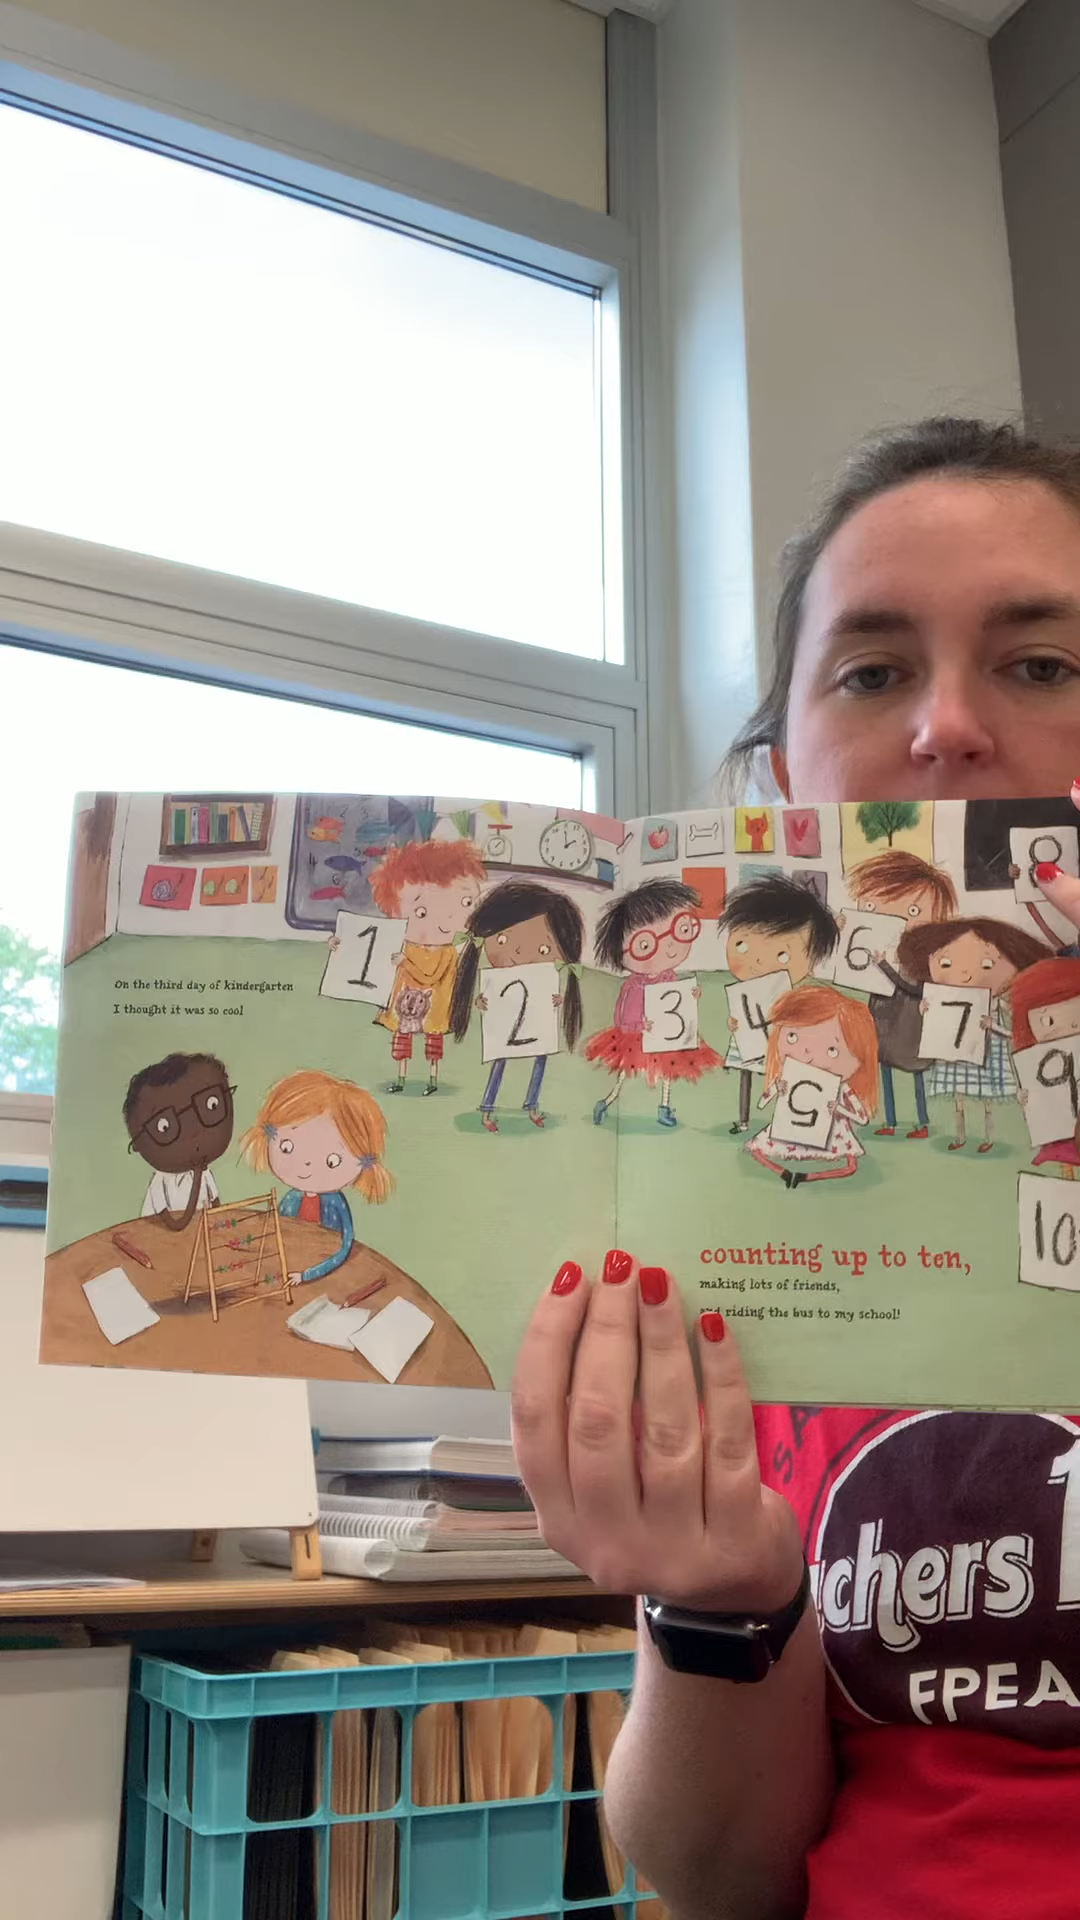 On the third day of kindergarten
I thought it was so cool
1
2
3
4
5
6
7
8
9
10
counting up to ten,
making lots of friends,
and riding the bus to my school!
chers
FPEA